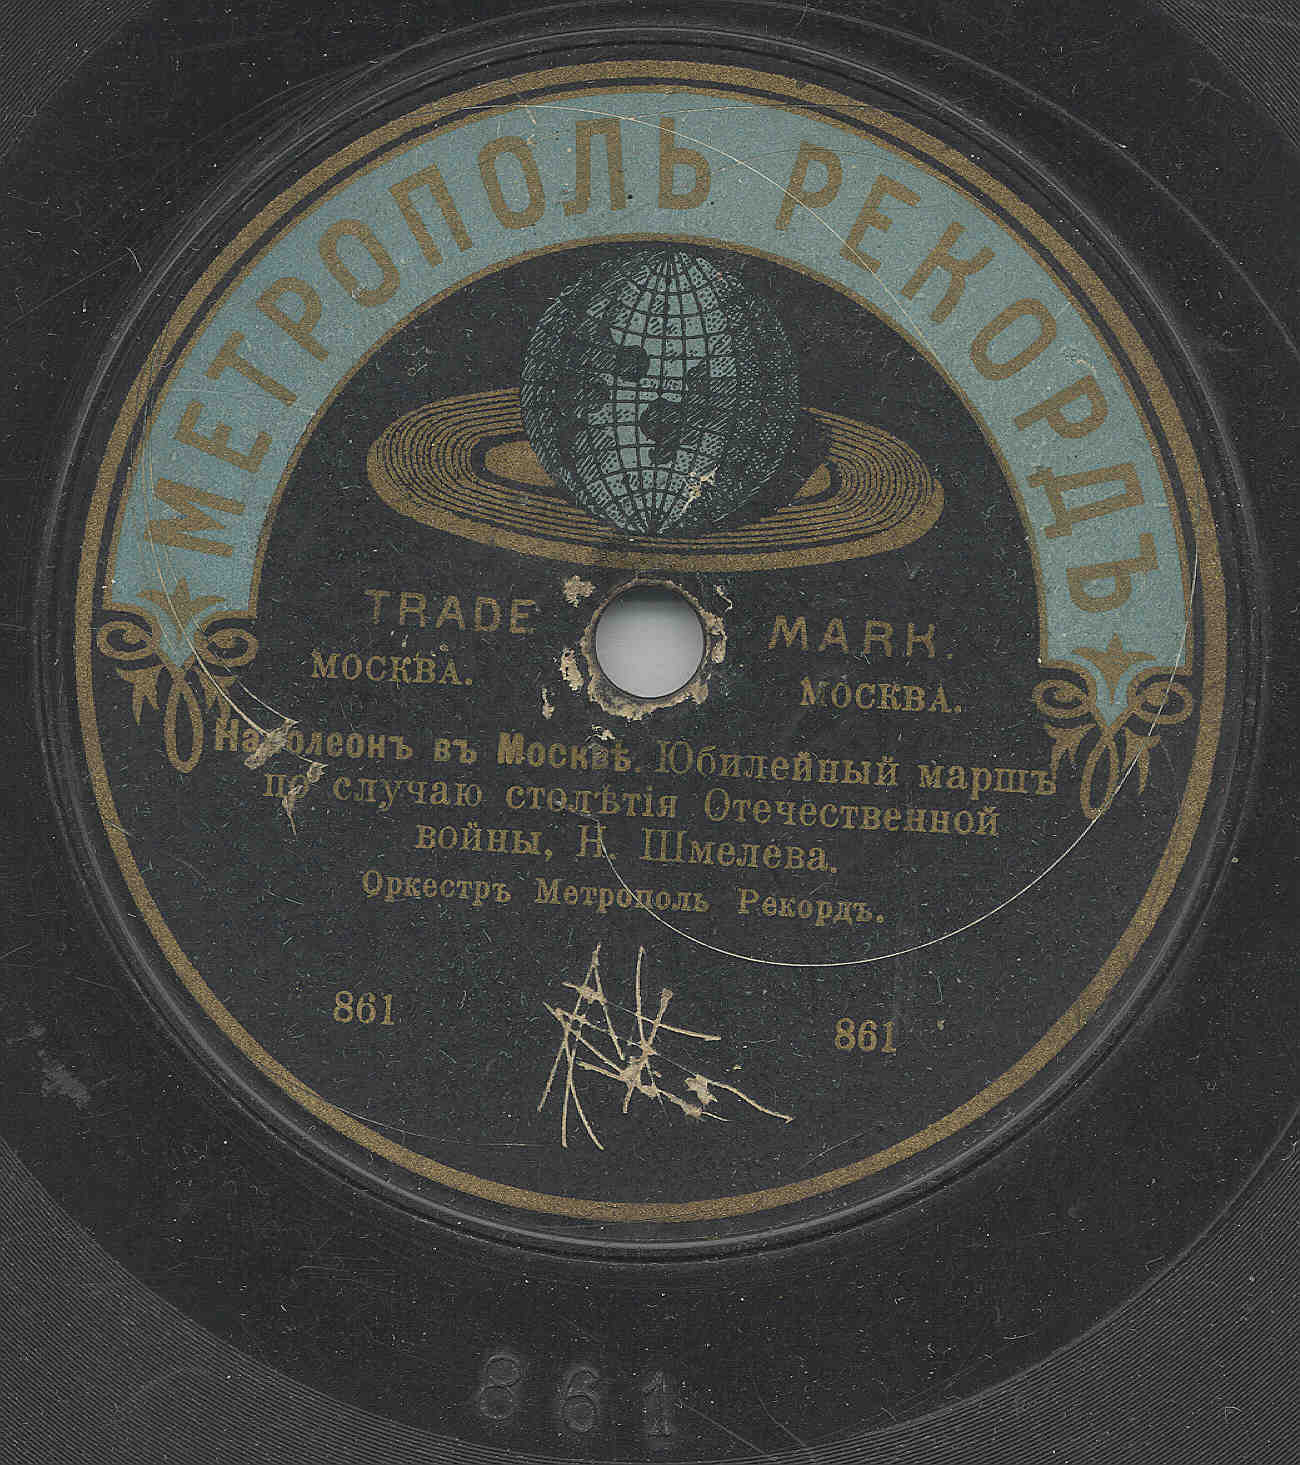 МЕТРОПОЛЬ РЕКОРДЪ
TRADE MARK.
МОСКВА. МОСКВА.
Наполеонъ въ Москвѣ. Юбилейный маршъ
по случаю столѣтія Отечественной
войны, Н. Шмелева.
Оркестръ Метрополь Рекордъ.
861 861
861